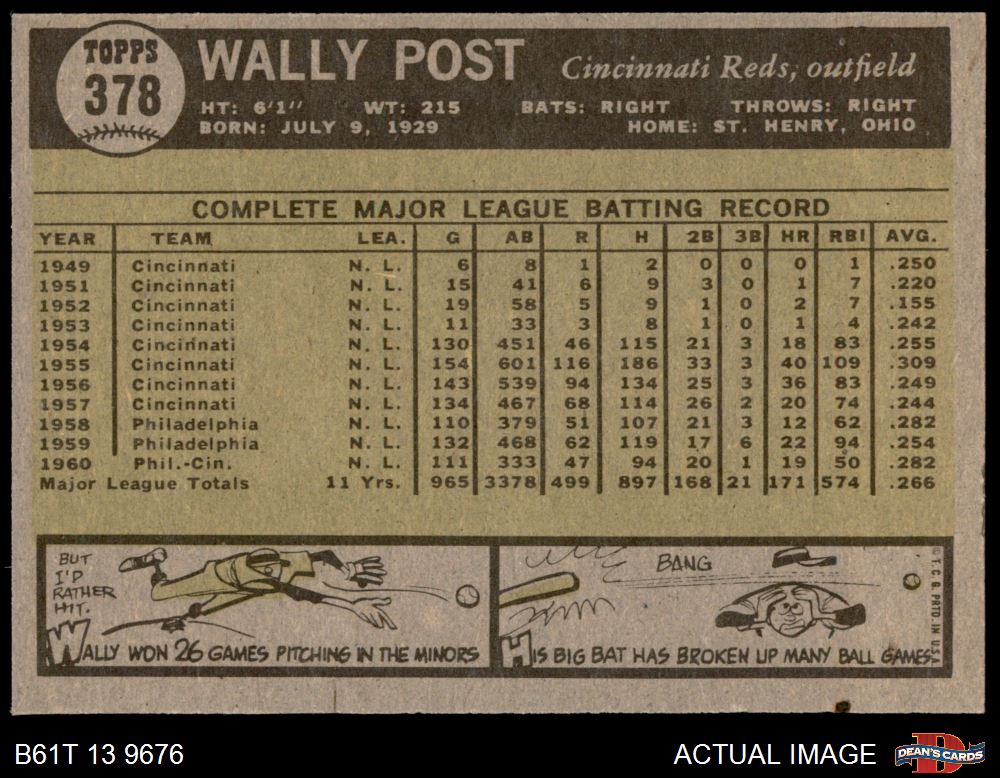 TOPPS
378
WALLY POST Cincinnati Reds, outfield
HT: 6'1" WT: 215 BATS: RIGHT THROWS: RIGHT
BORN: JULY 9, 1929 HOME: ST. HENRY, OHIO
COMPLETE MAJOR LEAGUE BATTING RECORD
YEAR TEAM LEA. G AB R H 2B 3B HR RBI AVG.
1949 Cincinnati N. L. 6 8 1 2 0 0 0 1 .250
1951 Cincinnati N. L. 15 41 6 9 3 0 1 7 .220
1952 Cincinnati N. L. 19 58 5 9 1 0 2 7 .155
1953 Cincinnati N. L. 11 33 3 8 1 0 1 4 .242
1954 Cincinnati N. L. 130 451 46 115 21 3 18 83 .255
1955 Cincinnati N. L. 154 601 116 186 33 3 40 109 .309
1956 Cincinnati N. L. 143 539 94 134 25 3 36 83 .249
1957 Cincinnati N. L. 134 467 68 114 26 2 20 74 .244
1958 Philadelphia N. L. 110 379 51 107 21 3 12 62 .282
1959 Philadelphia N. L. 132 468 62 119 17 6 22 94 .254
1960 Phil.-Cin. N. L. 111 333 47 94 20 1 19 50 .282
Major League Totals 11 Yrs. 965 3378 499 897 168 21 171 574 .266
BUT
I'D
RATHER
HIT.
WALLY WON 26 GAMES PITCHING IN THE MINORS
BANG
HIS BIG BAT HAS BROKEN UP MANY BALL GAMES.
© T. C. G. PRTD. IN U.S.A.
B61T 13 9676 ACTUAL IMAGE
DEAN'S CARDS